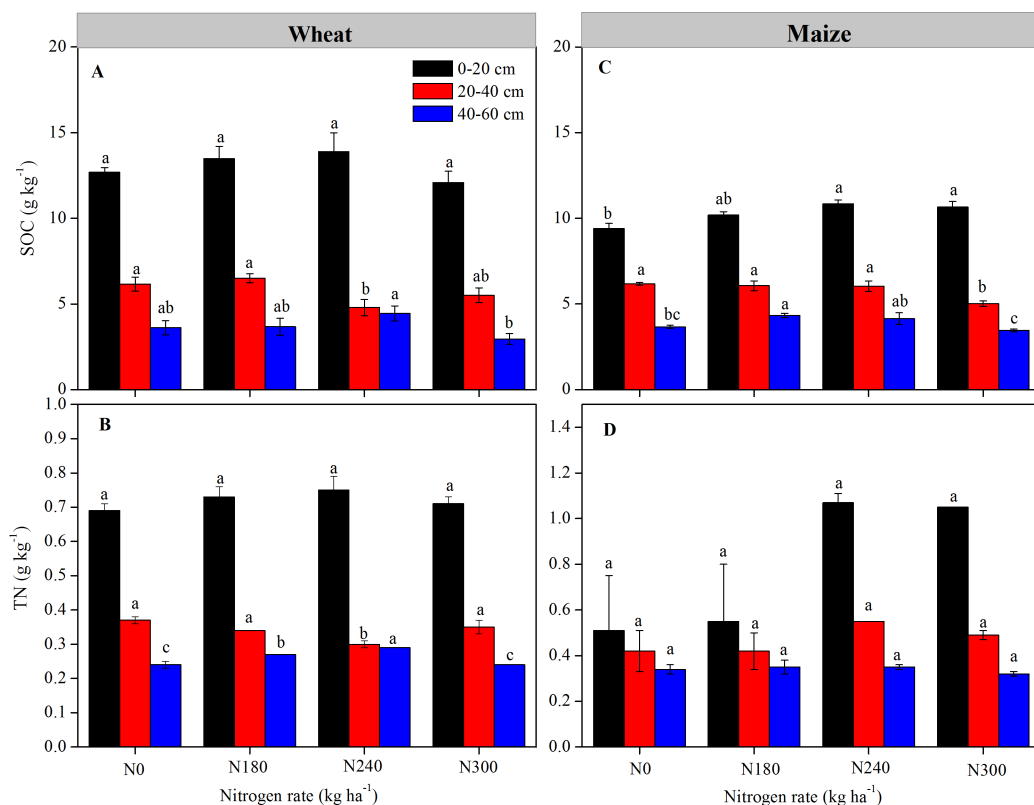 Wheat
Maize
A
0-20 cm
20-40 cm
40-60 cm
SOC (g kg-1)
20
15
10
5
0
a
a
ab
a
a
ab
a
b
a
a
ab
b
C
20
15
10
5
0
b
a
bc
ab
a
a
a
a
ab
a
b
c
B
TN (g kg-1)
1.0
0.9
0.8
0.7
0.6
0.5
0.4
0.3
0.2
0.1
0.0
a
a
c
a
a
b
a
b
a
a
a
c
N0
N180
N240
N300
Nitrogen rate (kg ha-1)
D
1.4
1.2
1.0
0.8
0.6
0.4
0.2
0.0
a
a
a
a
a
a
a
a
a
a
a
a
N0
N180
N240
N300
Nitrogen rate (kg ha-1)